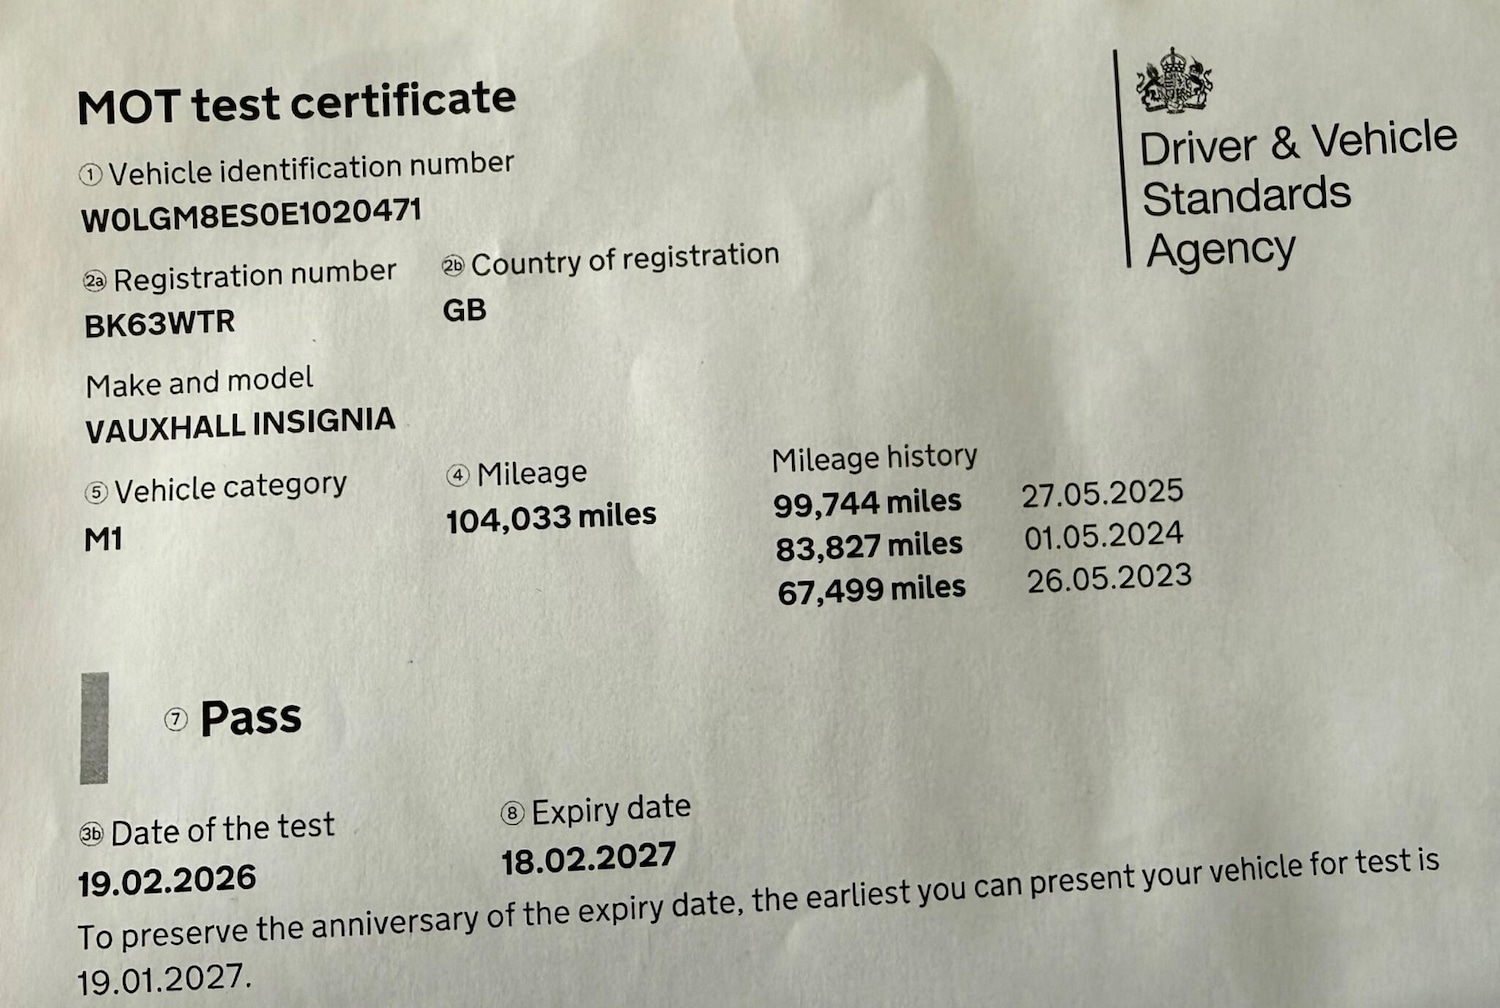 MOT test certificate
Driver & Vehicle
Standards
Agency
① Vehicle identification number
W0LGM8ES0E1020471
2a Registration number 2b Country of registration
BK63WTR GB
Make and model
VAUXHALL INSIGNIA
⑤ Vehicle category ④ Mileage Mileage history
M1 104,033 miles 99,744 miles 27.05.2025
83,827 miles 01.05.2024
67,499 miles 26.05.2023
⑦ Pass
3b Date of the test ⑧ Expiry date
19.02.2026 18.02.2027
To preserve the anniversary of the expiry date, the earliest you can present your vehicle for test is
19.01.2027.